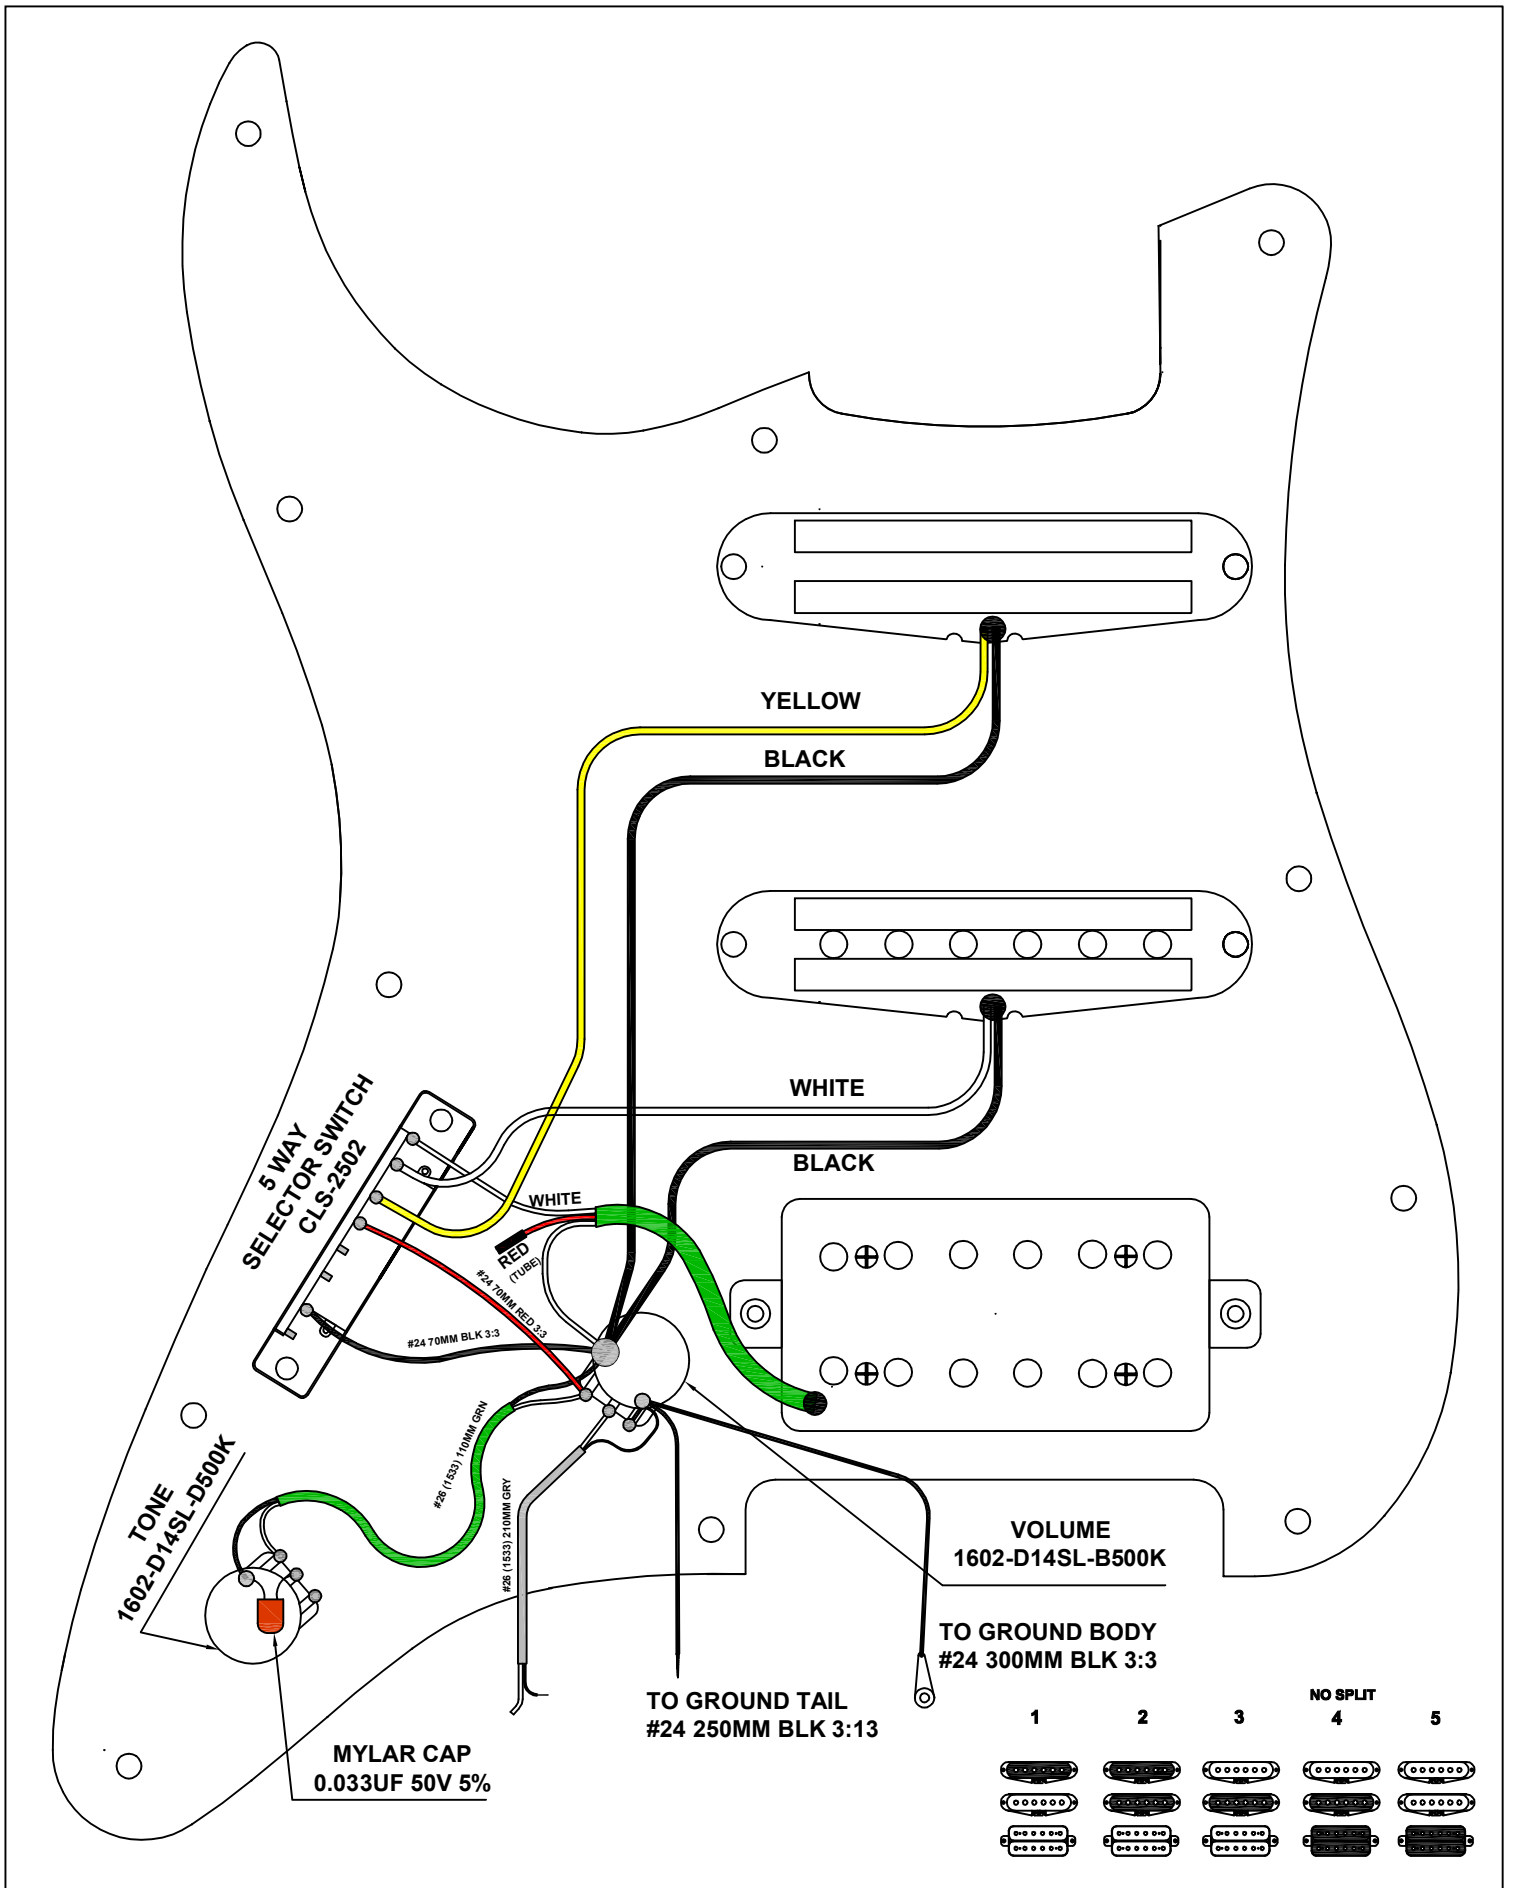 YELLOW
BLACK
WHITE
BLACK
5 WAY
SELECTOR SWITCH
CLS-2502
WHITE
RED
(TUBE)
#24 70MM RED 3:3
#24 70MM BLK 3:3
#26 (1533) 110MM GRN
#26 (1533) 210MM GRY
TONE
1602-D14SL-D500K
VOLUME
1602-D14SL-B500K
TO GROUND BODY
#24 300MM BLK 3:3
TO GROUND TAIL
#24 250MM BLK 3:13
MYLAR CAP
0.033UF 50V 5%
NO SPLIT
1 2 3 4 5